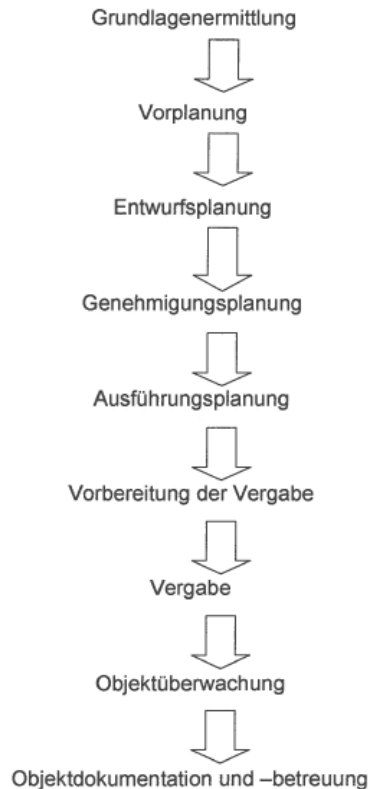 Grundlagenermittlung
Vorplanung
Entwurfsplanung
Genehmigungsplanung
Ausführungsplanung
Vorbereitung der Vergabe
Vergabe
Objektüberwachung
Objektdokumentation und –betreuung